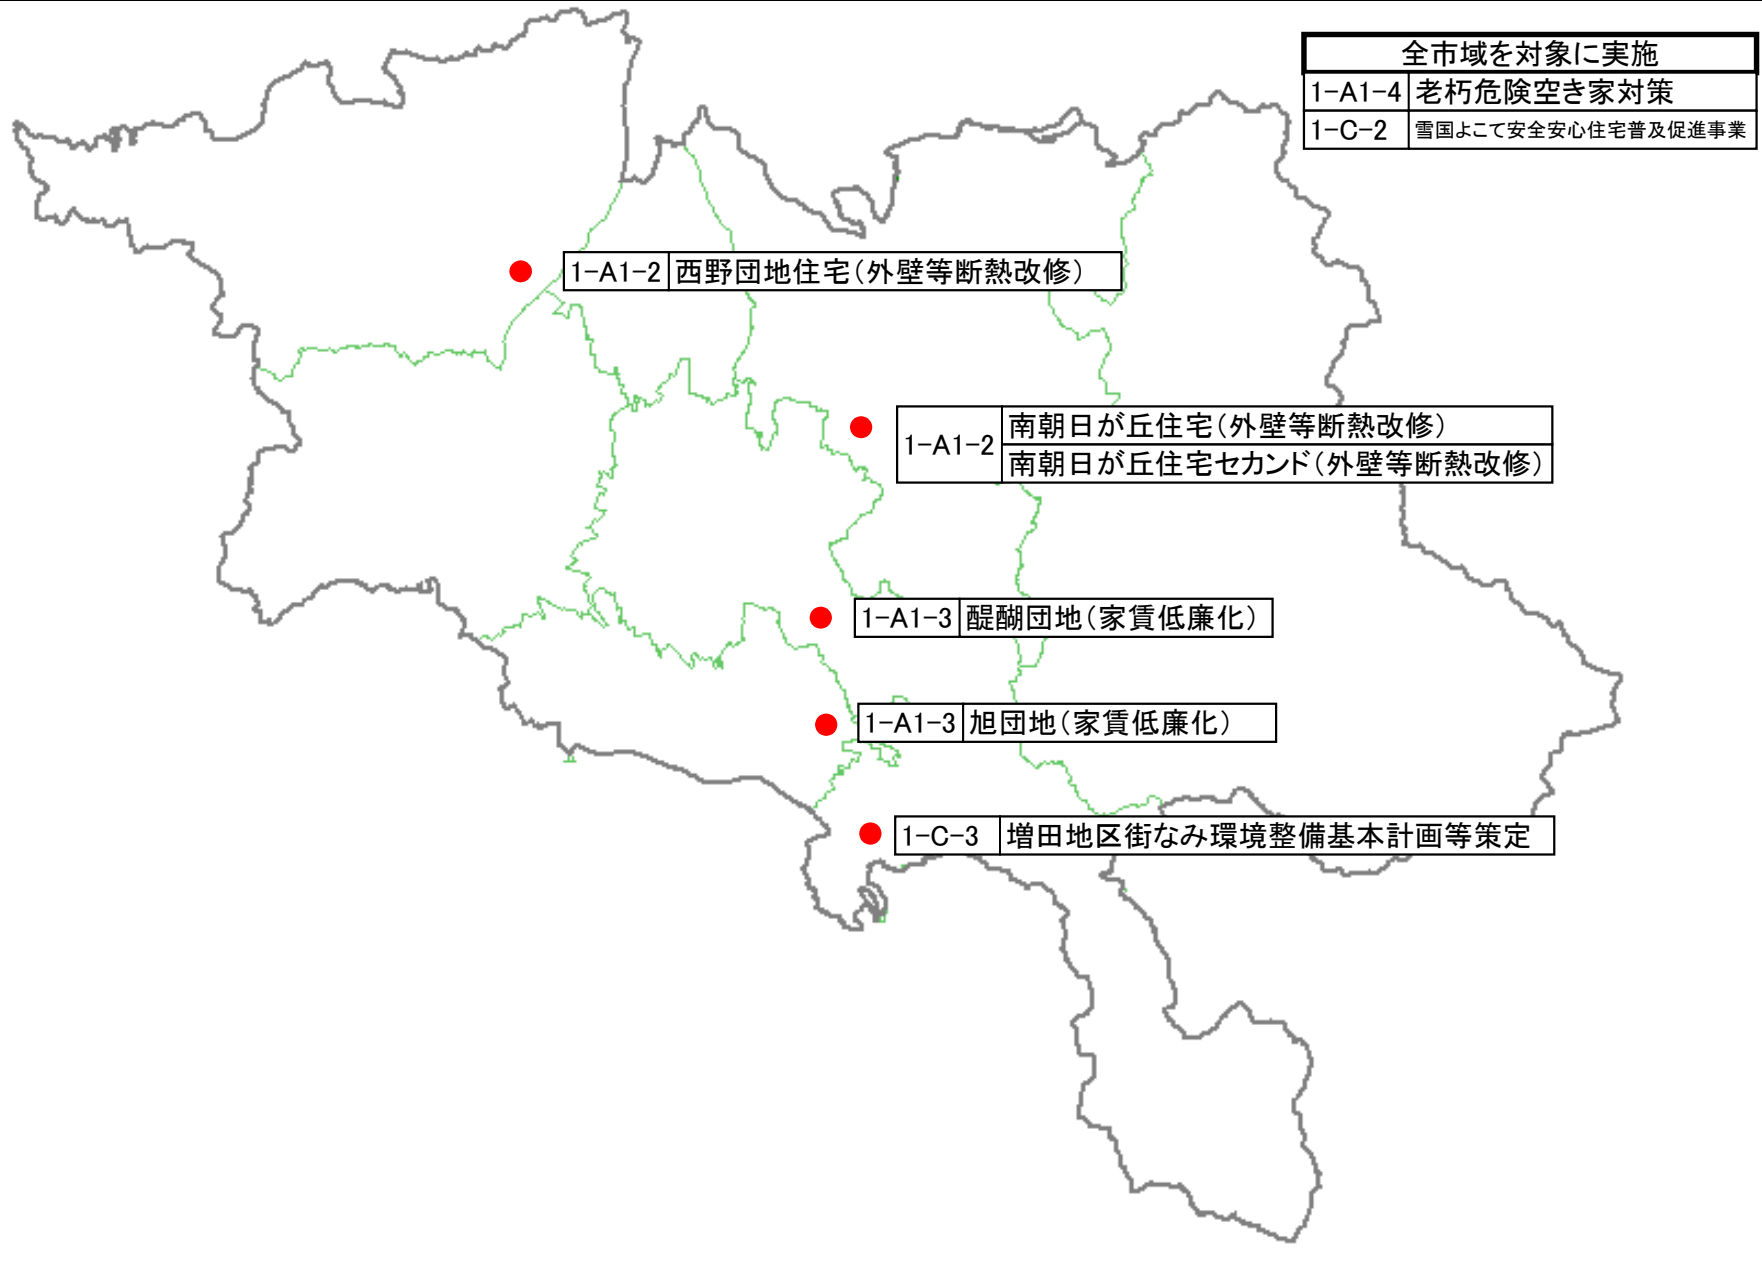 全市域を対象に実施
1-A1-4 老朽危険空き家対策
1-C-2 雪国よこて安全安心住宅普及促進事業
1-A1-2 西野団地住宅(外壁等断熱改修)
1-A1-2 南朝日が丘住宅(外壁等断熱改修)
南朝日が丘住宅セカンド(外壁等断熱改修)
1-A1-3 醍醐団地(家賃低廉化)
1-A1-3 旭団地(家賃低廉化)
1-C-3 増田地区街なみ環境整備基本計画等策定